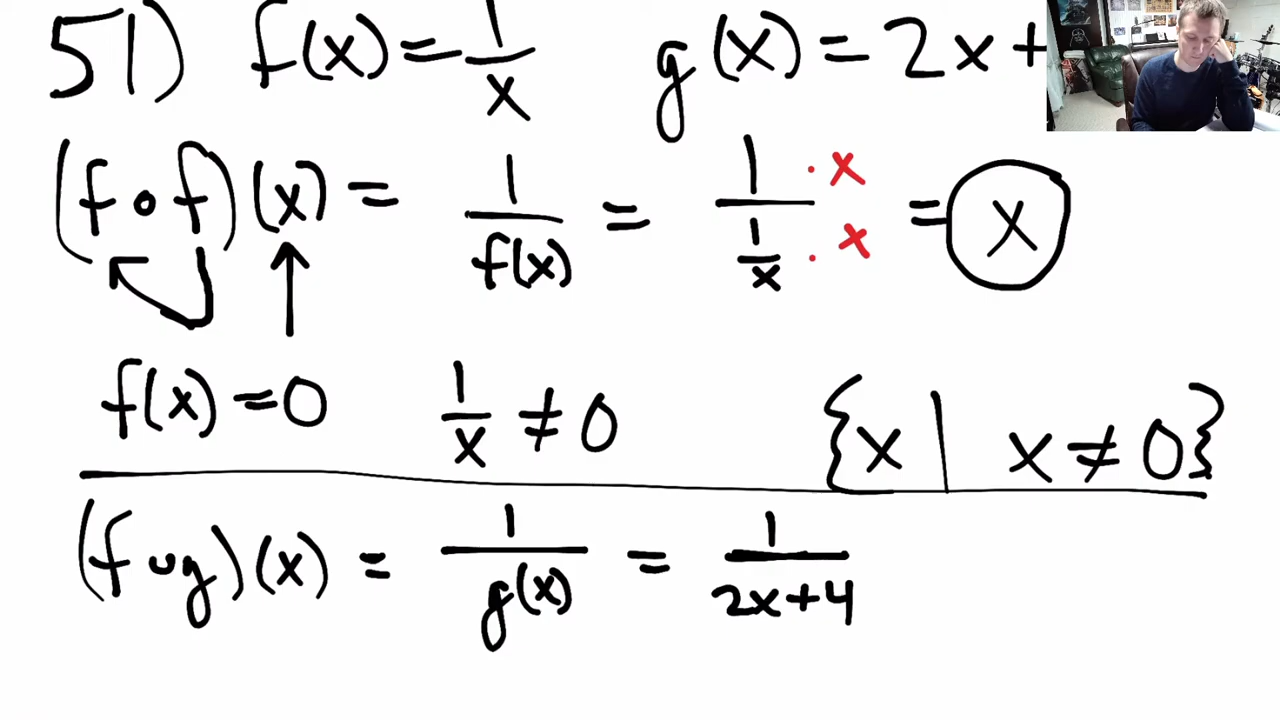 51) f(x) = 1/x g(x) = 2x+
(f∘f)(x) = 1/f(x) = 1 · x / 1/x · x = x
f(x) = 0 1/x ≠ 0 {x | x ≠ 0}
(f∘g)(x) = 1/g(x) = 1/2x+4